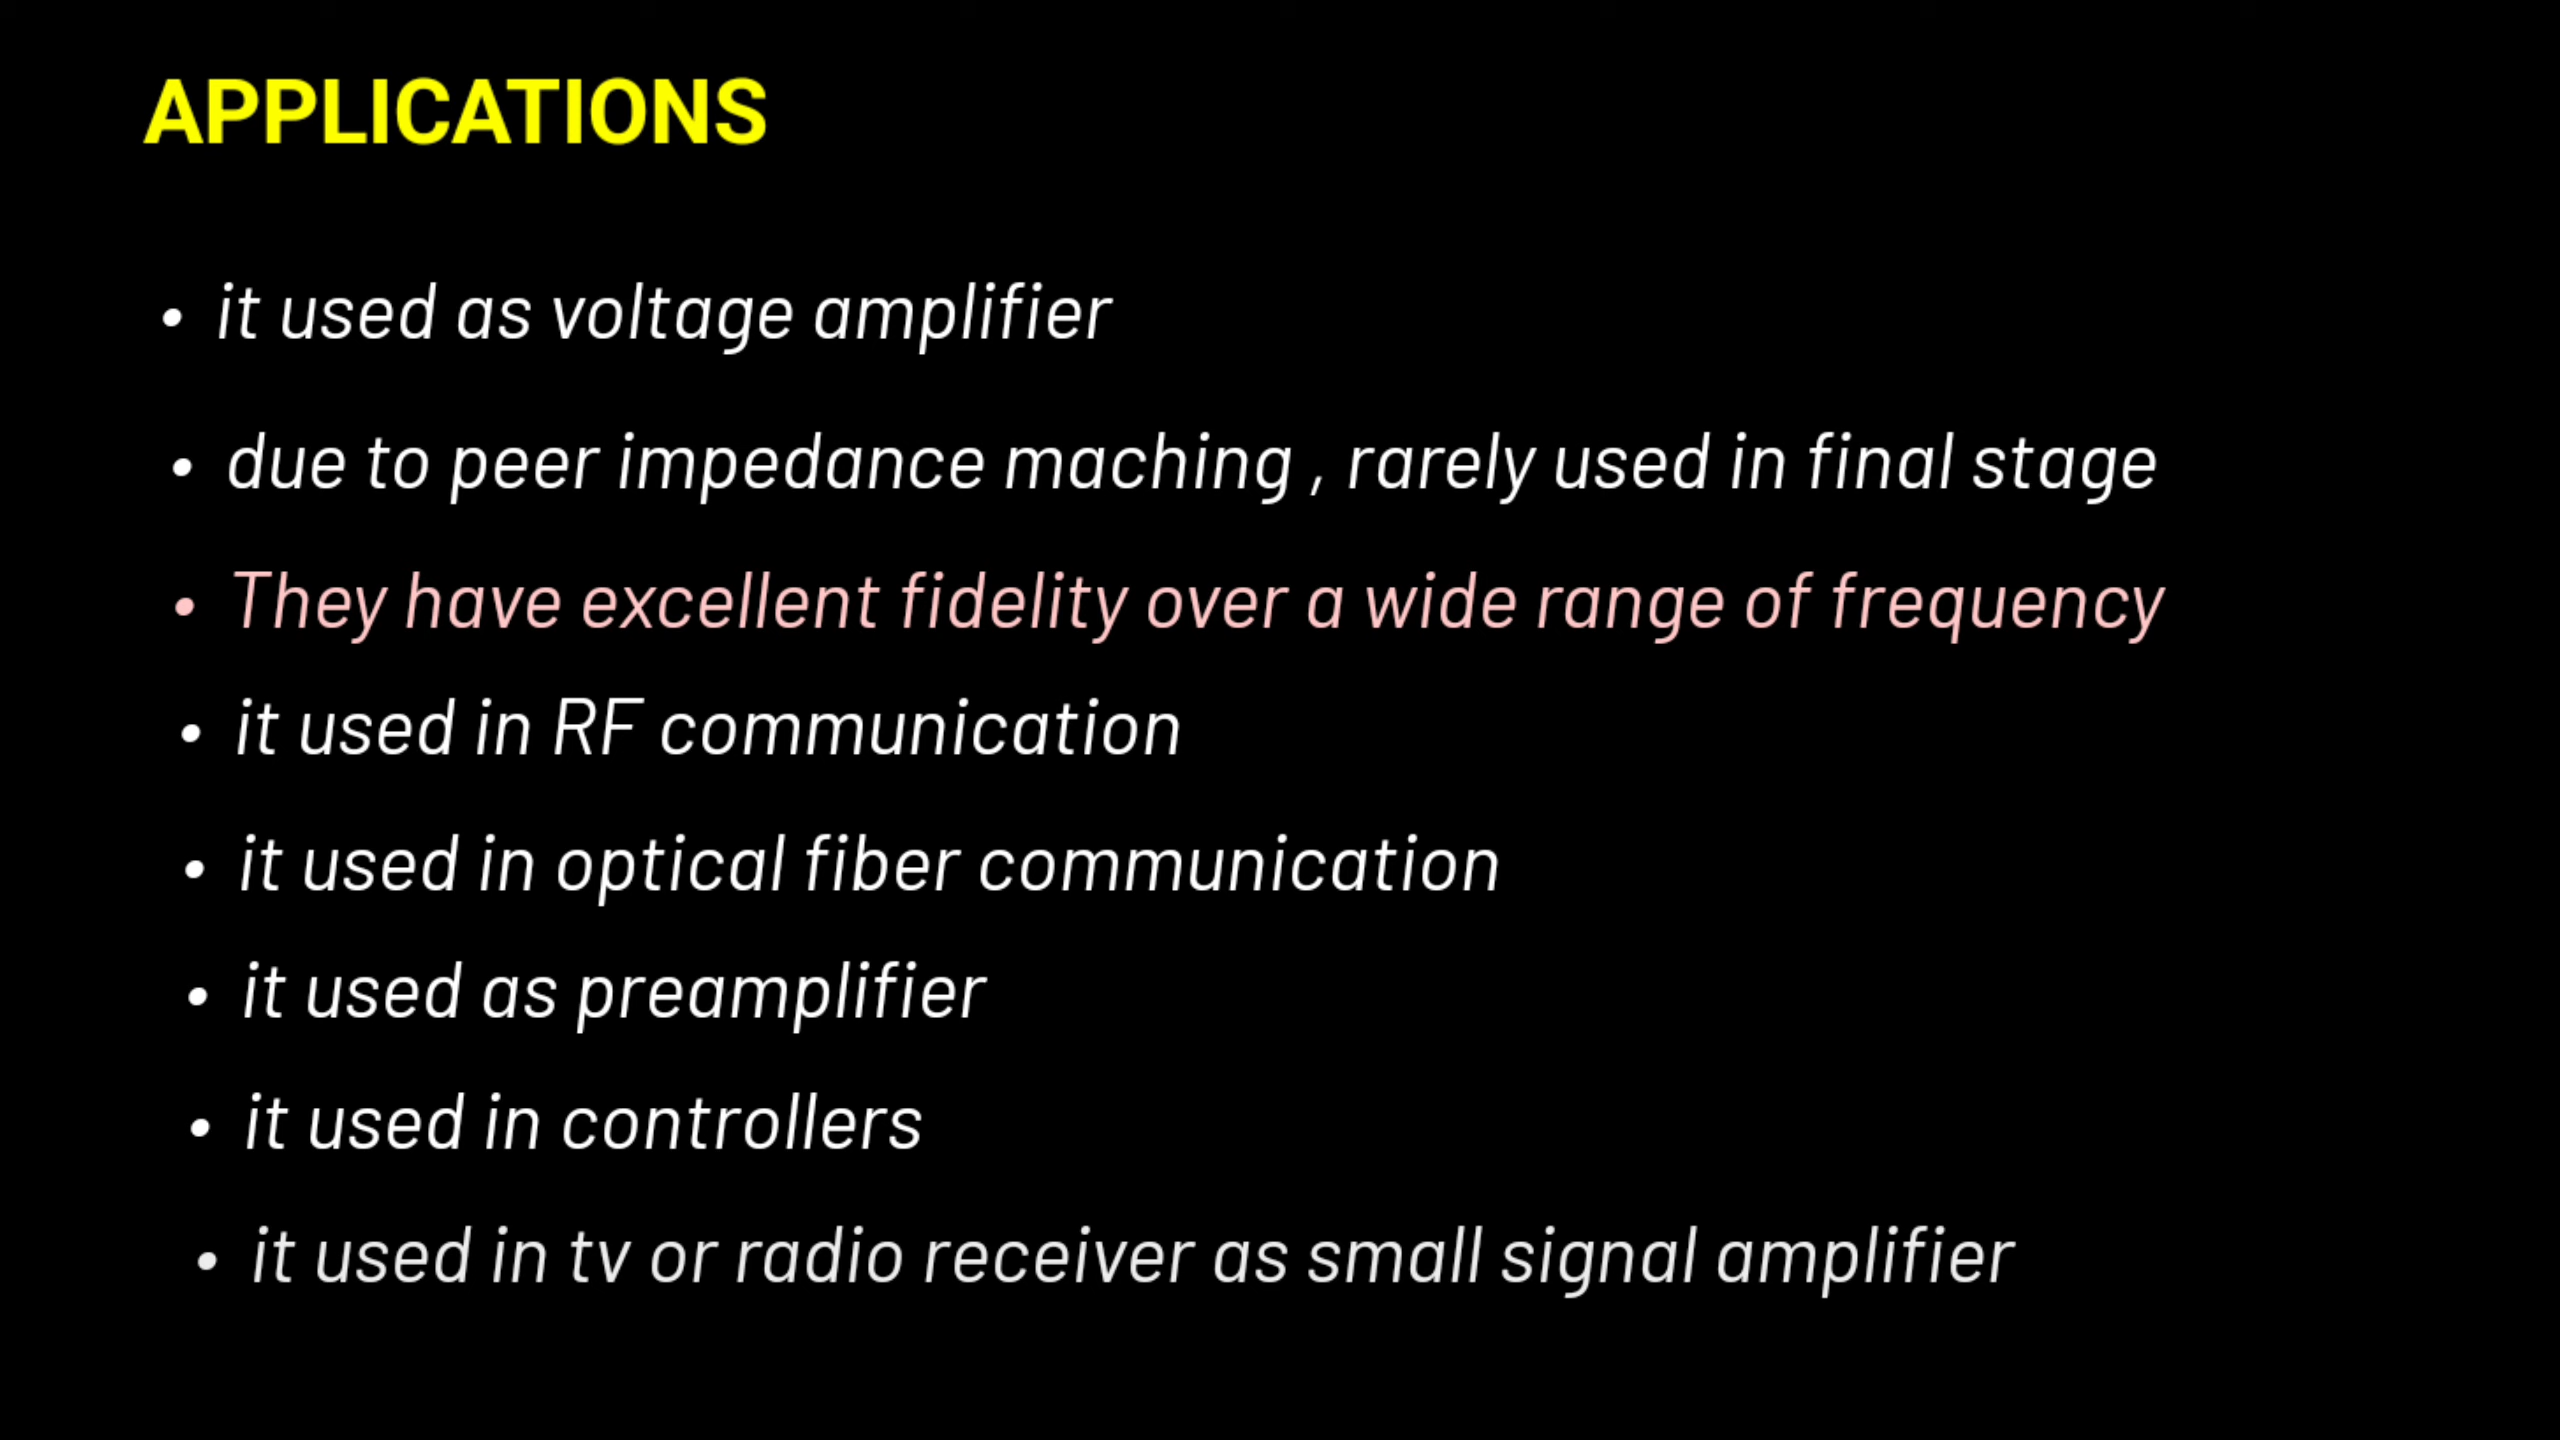 APPLICATIONS
• it used as voltage amplifier
• due to peer impedance maching , rarely used in final stage
• They have excellent fidelity over a wide range of frequency
• it used in RF communication
• it used in optical fiber communication
• it used as preamplifier
• it used in controllers
• it used in tv or radio receiver as small signal amplifier